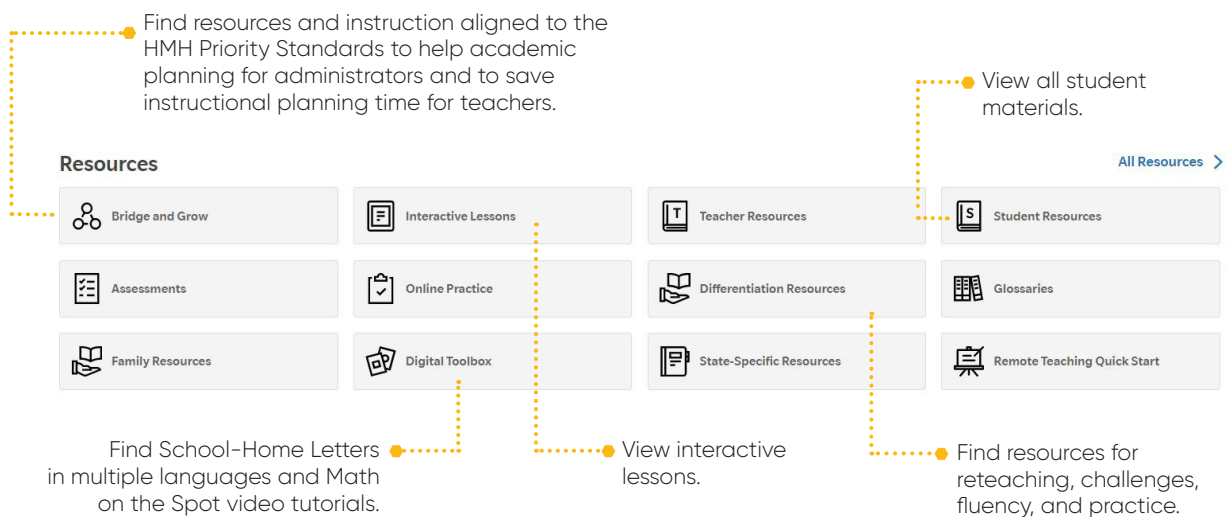 Find resources and instruction aligned to the
HMH Priority Standards to help academic
planning for administrators and to save
instructional planning time for teachers.
View all student
materials.
Resources
All Resources
Bridge and Grow
Interactive Lessons
T
Teacher Resources
S
Student Resources
Assessments
Online Practice
Differentiation Resources
Glossaries
Family Resources
Digital Toolbox
State-Specific Resources
Remote Teaching Quick Start
Find School-Home Letters
in multiple languages and Math
on the Spot video tutorials.
View interactive
lessons.
Find resources for
reteaching, challenges,
fluency, and practice.